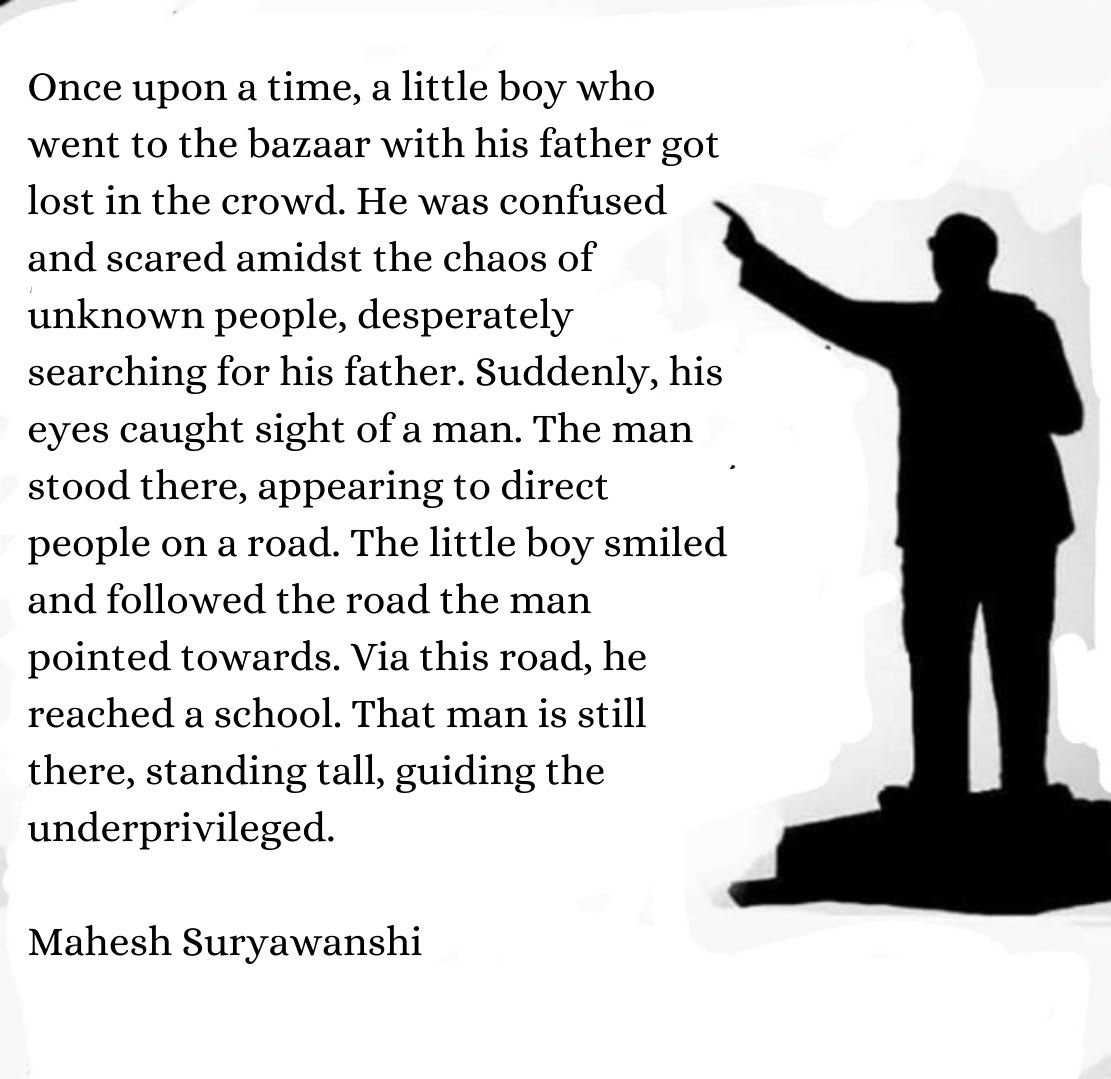 Once upon a time, a little boy who
went to the bazaar with his father got
lost in the crowd. He was confused
and scared amidst the chaos of
unknown people, desperately
searching for his father. Suddenly, his
eyes caught sight of a man. The man
stood there, appearing to direct
people on a road. The little boy smiled
and followed the road the man
pointed towards. Via this road, he
reached a school. That man is still
there, standing tall, guiding the
underprivileged.
Mahesh Suryawanshi